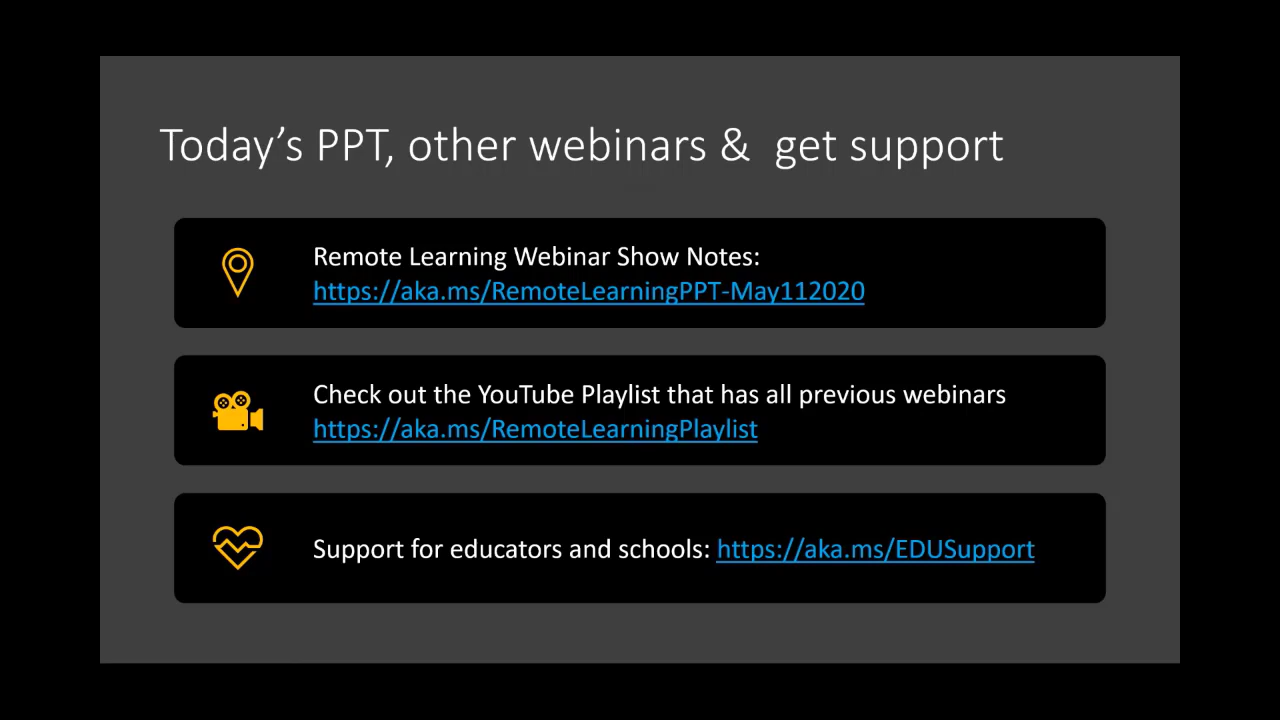 Today's PPT, other webinars &  get support
Remote Learning Webinar Show Notes:
https://aka.ms/RemoteLearningPPT-May112020
Check out the YouTube Playlist that has all previous webinars
https://aka.ms/RemoteLearningPlaylist
Support for educators and schools: https://aka.ms/EDUSupport